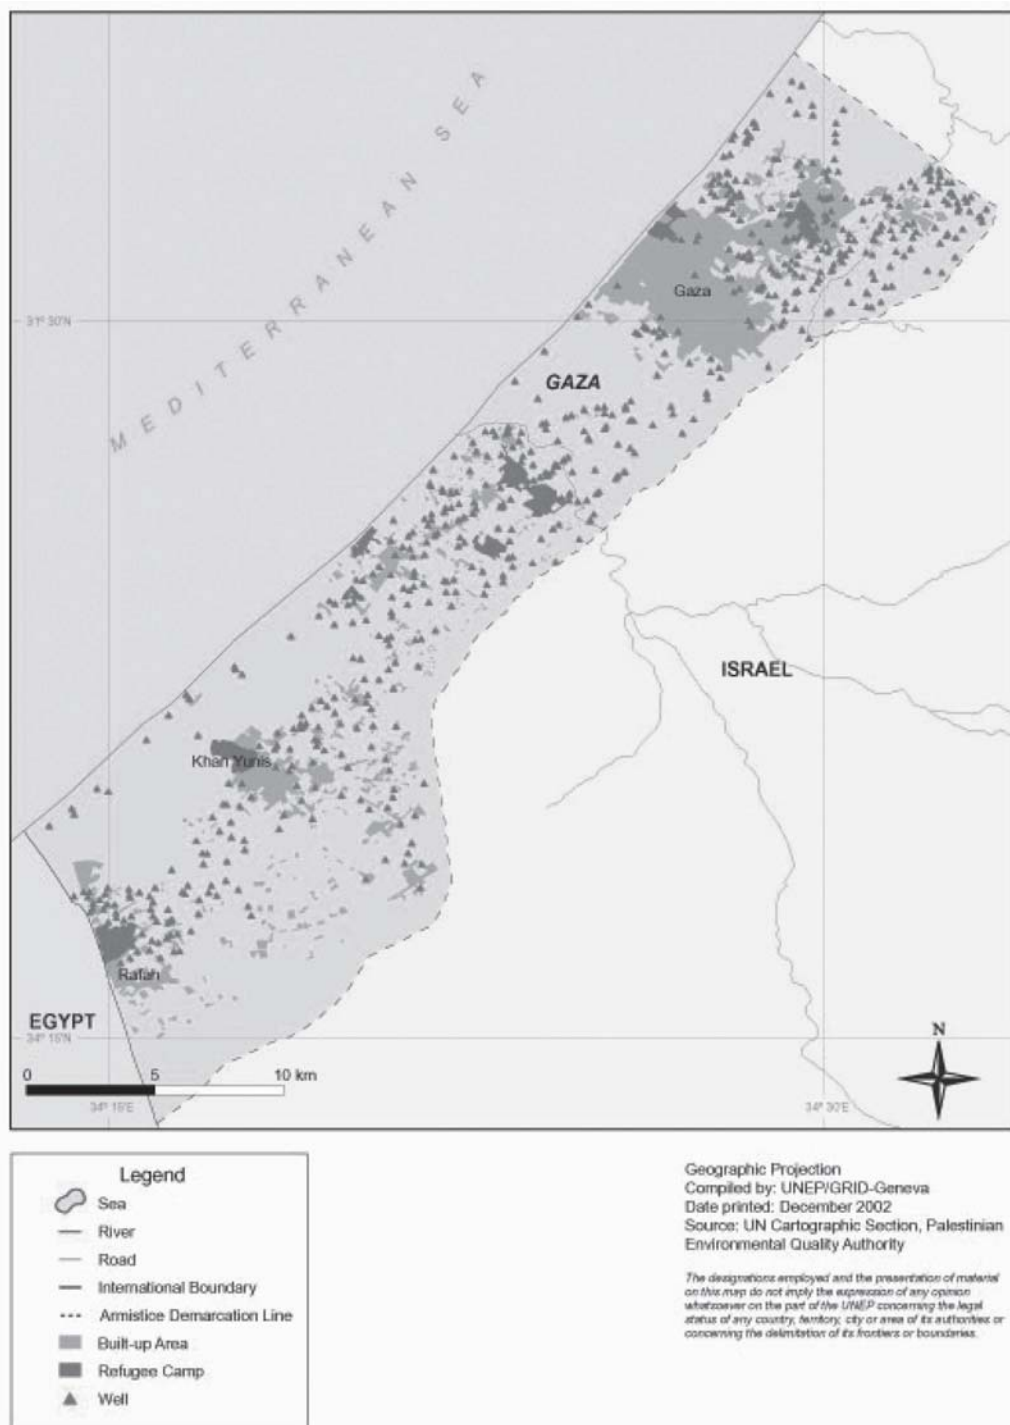 MEDITERRANEAN SEA
Gaza
31º 30'N
GAZA
ISRAEL
Khan Yunis
Rafah
EGYPT
34º 15'N
N
0 5 10 km
34º 15'E
34º 30'E
Legend
Sea
River
Road
International Boundary
Armistice Demarcation Line
Built-up Area
Refugee Camp
Well
Geographic Projection
Compiled by: UNEP/GRID-Geneva
Date printed: December 2002
Source: UN Cartographic Section, Palestinian
Environmental Quality Authority
The designations employed and the presentation of material
on this map do not imply the expression of any opinion
whatsoever on the part of the UNEP concerning the legal
status of any country, territory, city or area of its authorities or
concerning the delimitation of its frontiers or boundaries.